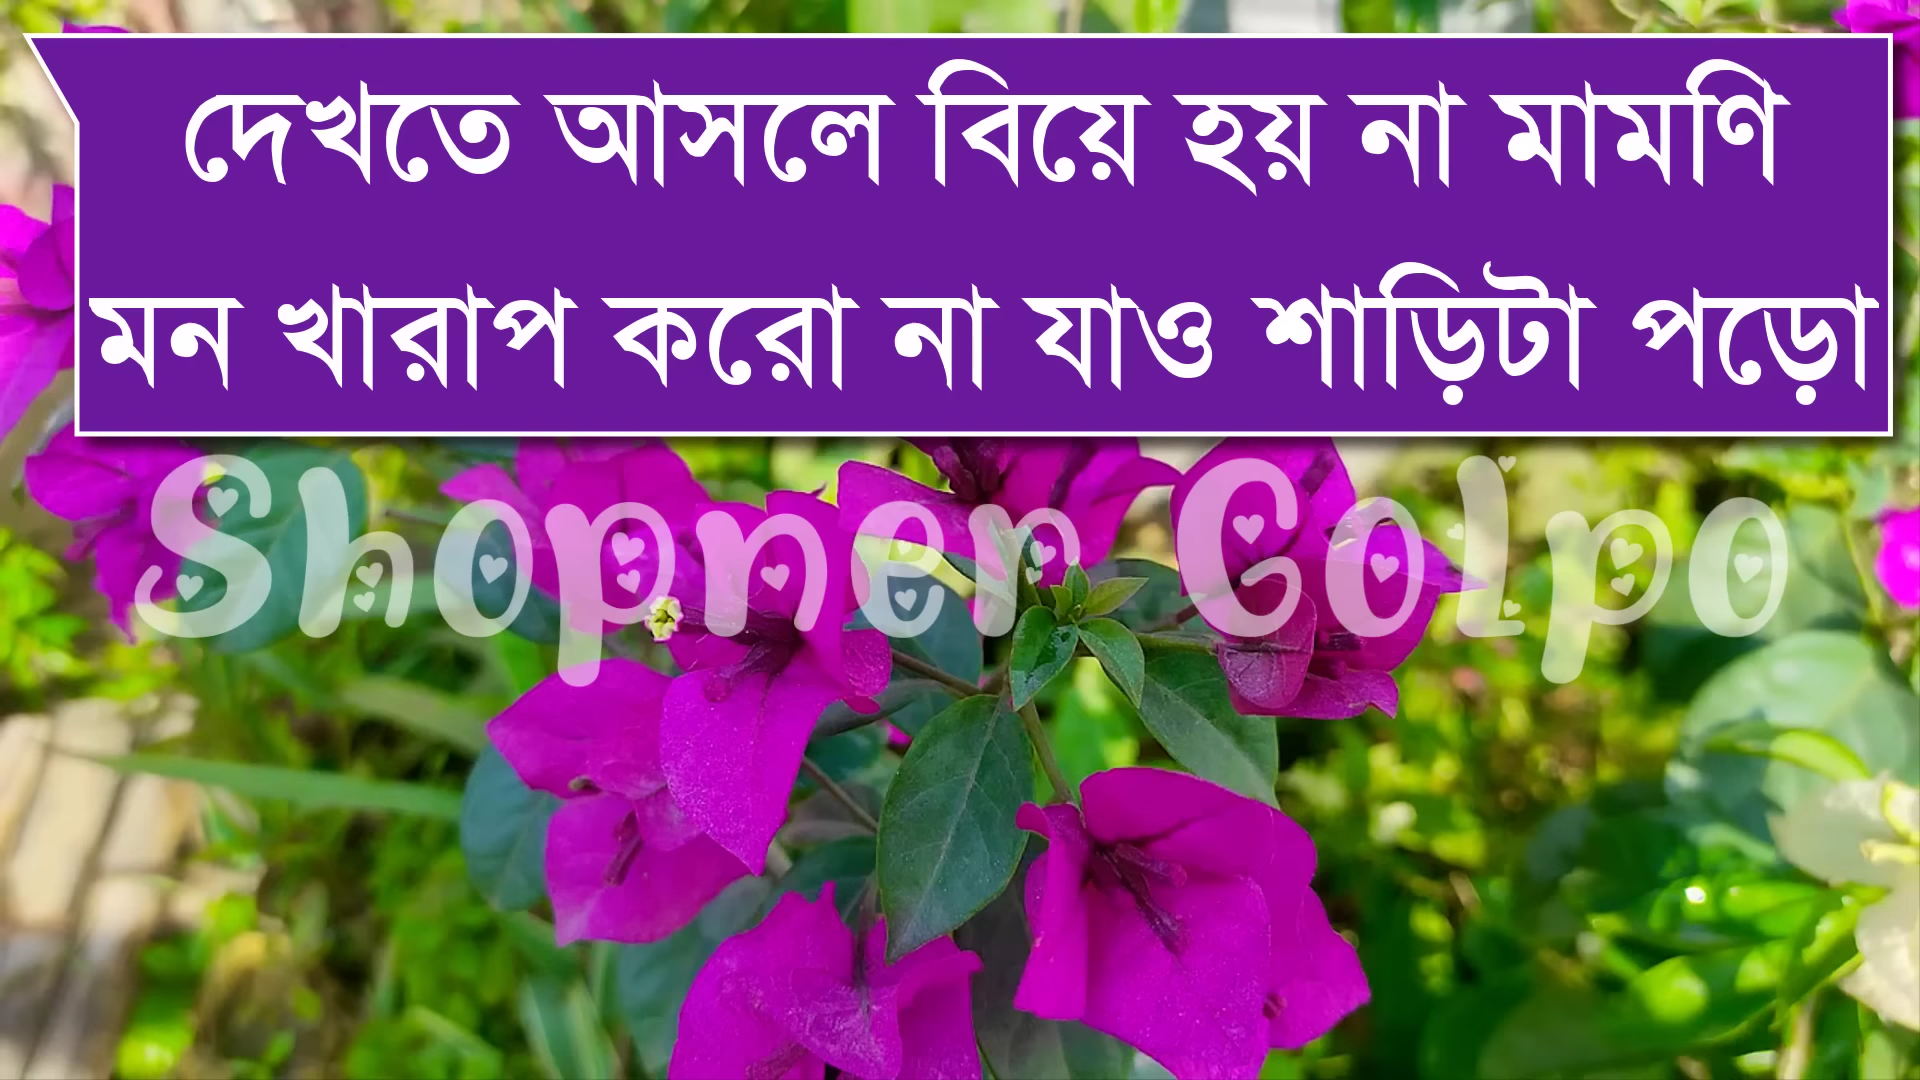 দেখতে আসলে বিয়ে হয় না মামণি
মন খারাপ করো না যাও শাড়িটা পড়ো
Shopner Golpo